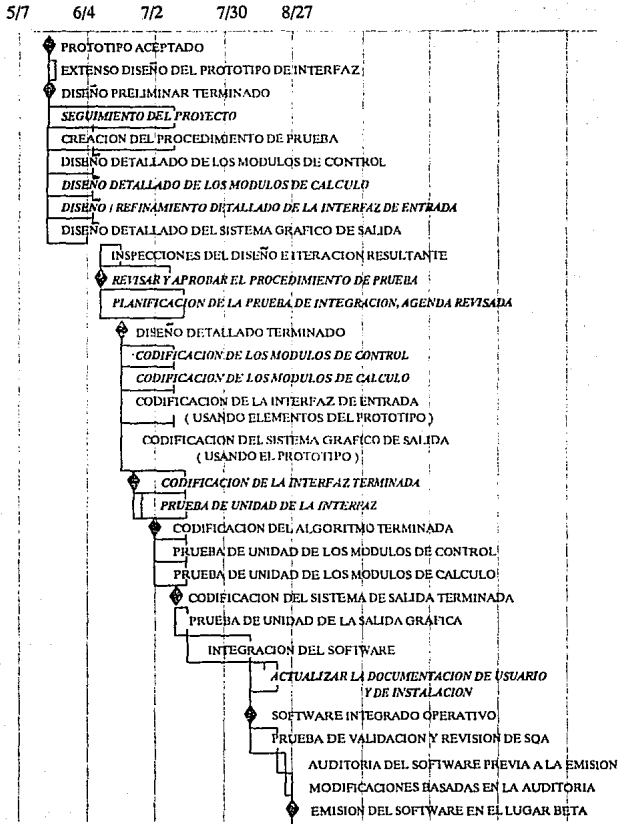 5/7 6/4 7/2 7/30 8/27
PROTOTIPO ACEPTADO
EXTENSO DISEÑO DEL PROTOTIPO DE INTERFAZ
DISEÑO PRELIMINAR TERMINADO
SEGUIMIENTO DEL PROYECTO
CREACION DEL PROCEDIMIENTO DE PRUEBA
DISEÑO DETALLADO DE LOS MODULOS DE CONTROL
DISEÑO DETALLADO DE LOS MODULOS DE CALCULO
DISEÑO / REFINAMIENTO DETALLADO DE LA INTERFAZ DE ENTRADA
DISEÑO DETALLADO DEL SISTEMA GRAFICO DE SALIDA
INSPECCIONES DEL DISEÑO E ITERACION RESULTANTE
REVISAR Y APROBAR EL PROCEDIMIENTO DE PRUEBA
PLANIFICACION DE LA PRUEBA DE INTEGRACION, AGENDA REVISADA
DISEÑO DETALLADO TERMINADO
CODIFICACION DE LOS MODULOS DE CONTROL
CODIFICACION DE LOS MODULOS DE CALCULO
CODIFICACION DE LA INTERFAZ DE ENTRADA
( USANDO ELEMENTOS DEL PROTOTIPO )
CODIFICACION DEL SISTEMA GRAFICO DE SALIDA
( USANDO EL PROTOTIPO )
CODIFICACION DE LA INTERFAZ TERMINADA
PRUEBA DE UNIDAD DE LA INTERFAZ
CODIFICACION DEL ALGORITMO TERMINADA
PRUEBA DE UNIDAD DE LOS MODULOS DE CONTROL
PRUEBA DE UNIDAD DE LOS MODULOS DE CALCULO
CODIFICACION DEL SISTEMA DE SALIDA TERMINADA
PRUEBA DE UNIDAD DE LA SALIDA GRAFICA
INTEGRACION DEL SOFTWARE
ACTUALIZAR LA DOCUMENTACION DE USUARIO
Y DE INSTALACION
SOFTWARE INTEGRADO OPERATIVO
PRUEBA DE VALIDACION Y REVISION DE SQA
AUDITORIA DEL SOFTWARE PREVIA A LA EMISION
MODIFICACIONES BASADAS EN LA AUDITORIA
EMISION DEL SOFTWARE EN EL LUGAR BETA